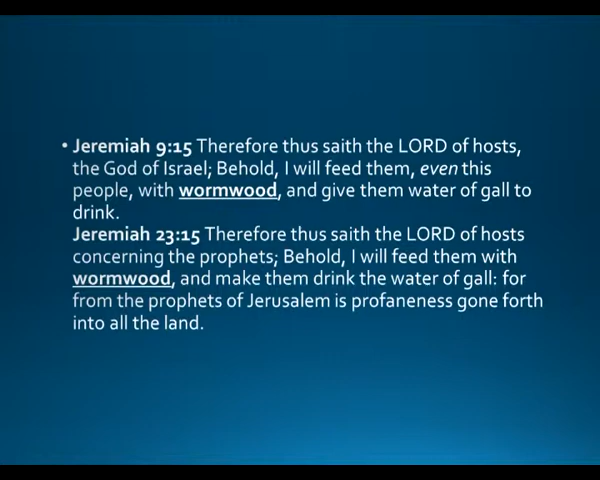 • Jeremiah 9:15 Therefore thus saith the LORD of hosts,
the God of Israel; Behold, I will feed them, even this
people, with wormwood, and give them water of gall to
drink.
Jeremiah 23:15 Therefore thus saith the LORD of hosts
concerning the prophets; Behold, I will feed them with
wormwood, and make them drink the water of gall: for
from the prophets of Jerusalem is profaneness gone forth
into all the land.